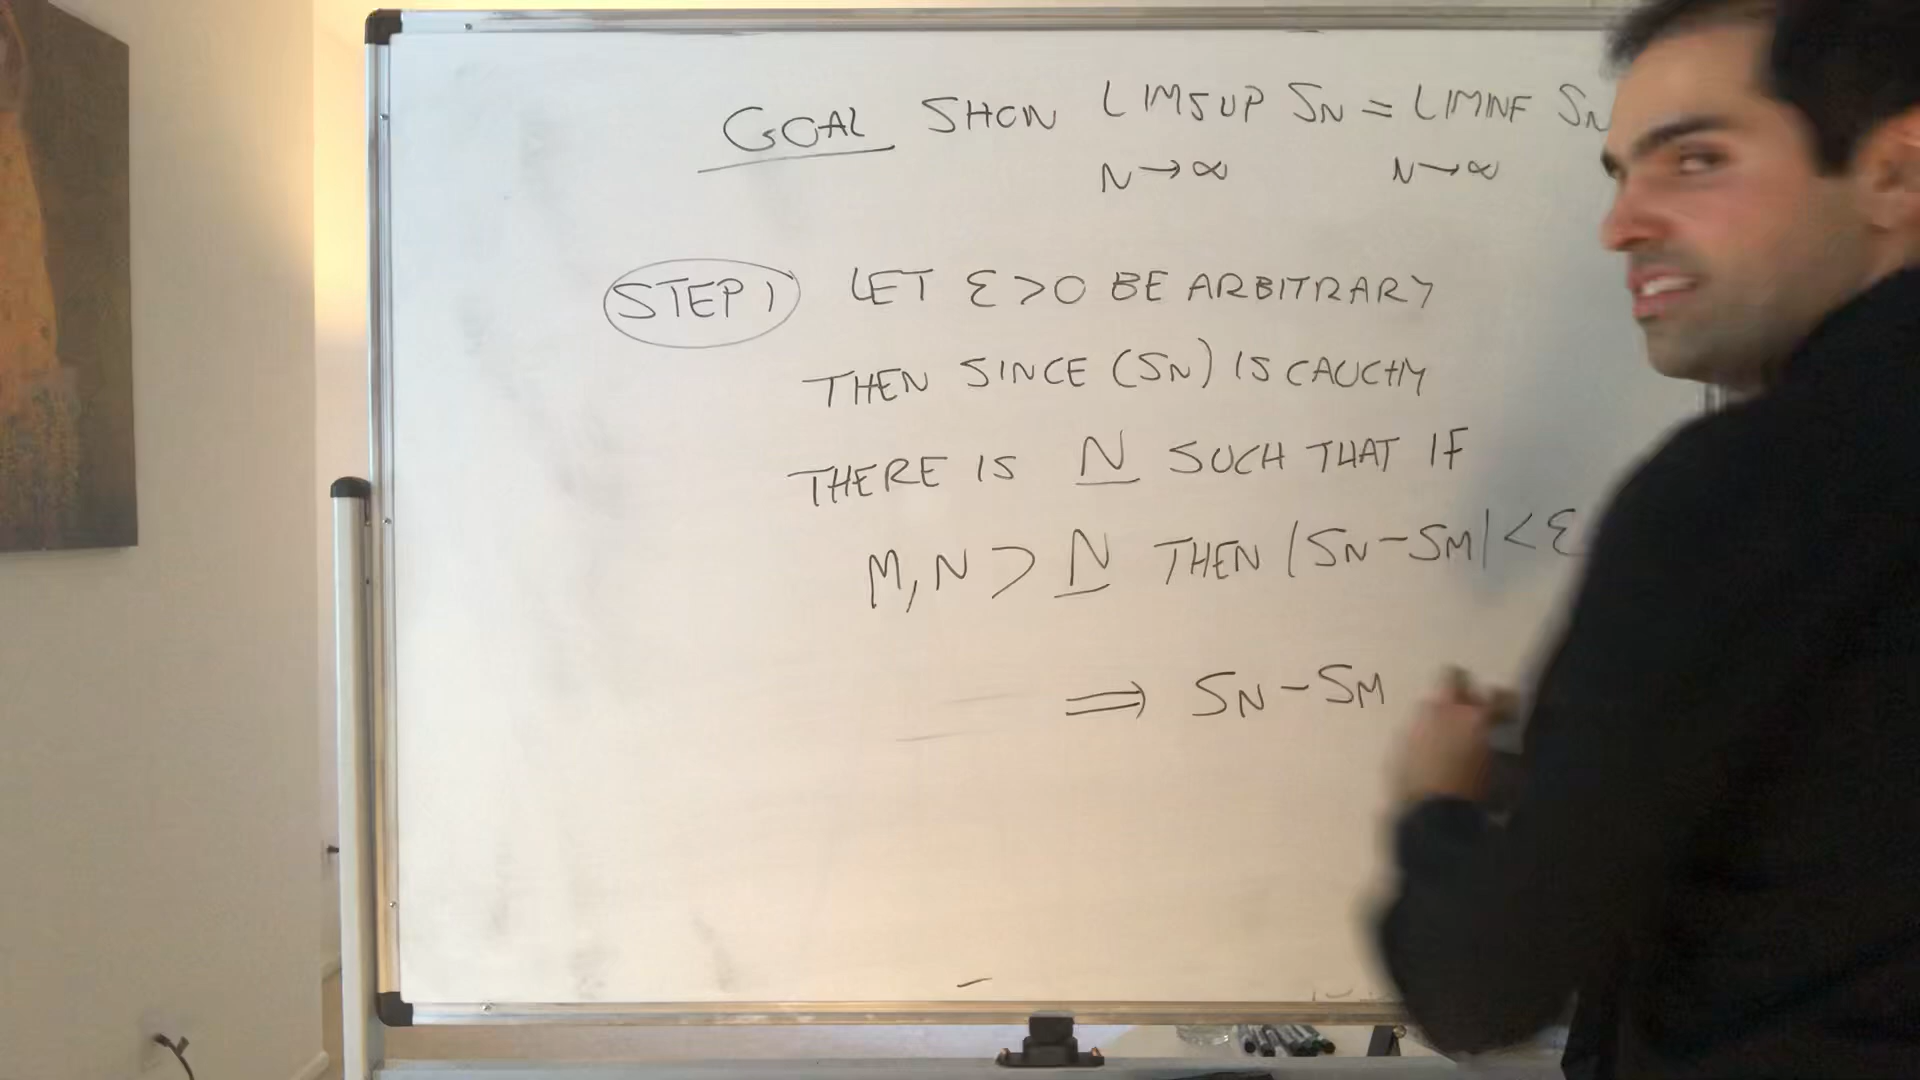 GOAL SHOW LIMSUP SN = LIMINF SN
N→∞ N→∞
STEP 1 LET ε>0 BE ARBITRARY
THEN SINCE (SN) IS CAUCHY
THERE IS N SUCH THAT IF
M,N > N THEN |SN-SM| < ε
⟹ SN-SM